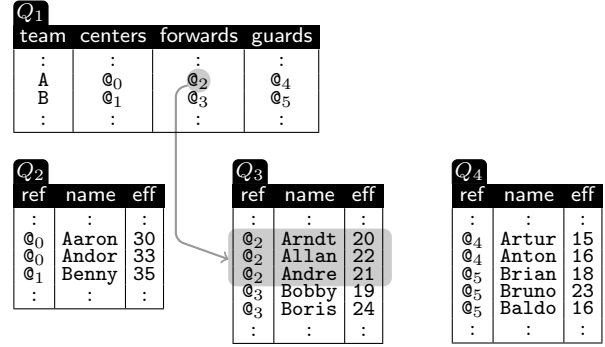 Q₁
team centers forwards guards
: : : :
A @₀ @₂ @₄
B @₁ @₃ @₅
: : : :
Q₂
ref name eff
: : :
@₀ Aaron 30
@₀ Andor 33
@₁ Benny 35
: : :
Q₃
ref name eff
: : :
@₂ Arndt 20
@₂ Allan 22
@₂ Andre 21
@₃ Bobby 19
@₃ Boris 24
: : :
Q₄
ref name eff
: : :
@₄ Artur 15
@₄ Anton 16
@₅ Brian 18
@₅ Bruno 23
@₅ Baldo 16
: : :